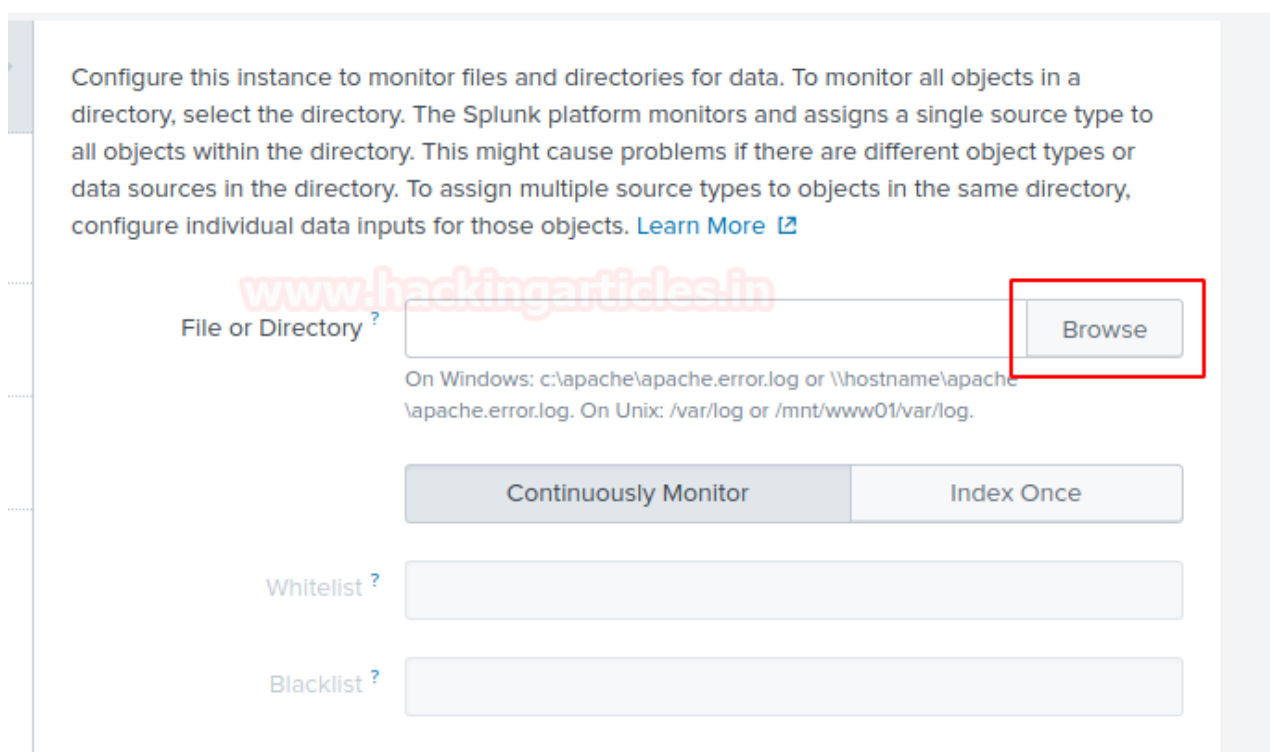 Configure this instance to monitor files and directories for data. To monitor all objects in a
directory, select the directory. The Splunk platform monitors and assigns a single source type to
all objects within the directory. This might cause problems if there are different object types or
data sources in the directory. To assign multiple source types to objects in the same directory,
configure individual data inputs for those objects. Learn More
www.hackingarticles.in
File or Directory ? Browse
On Windows: c:\apache\apache.error.log or \\hostname\apache
\apache.error.log. On Unix: /var/log or /mnt/www01/var/log.
Continuously Monitor Index Once
Whitelist ?
Blacklist ?